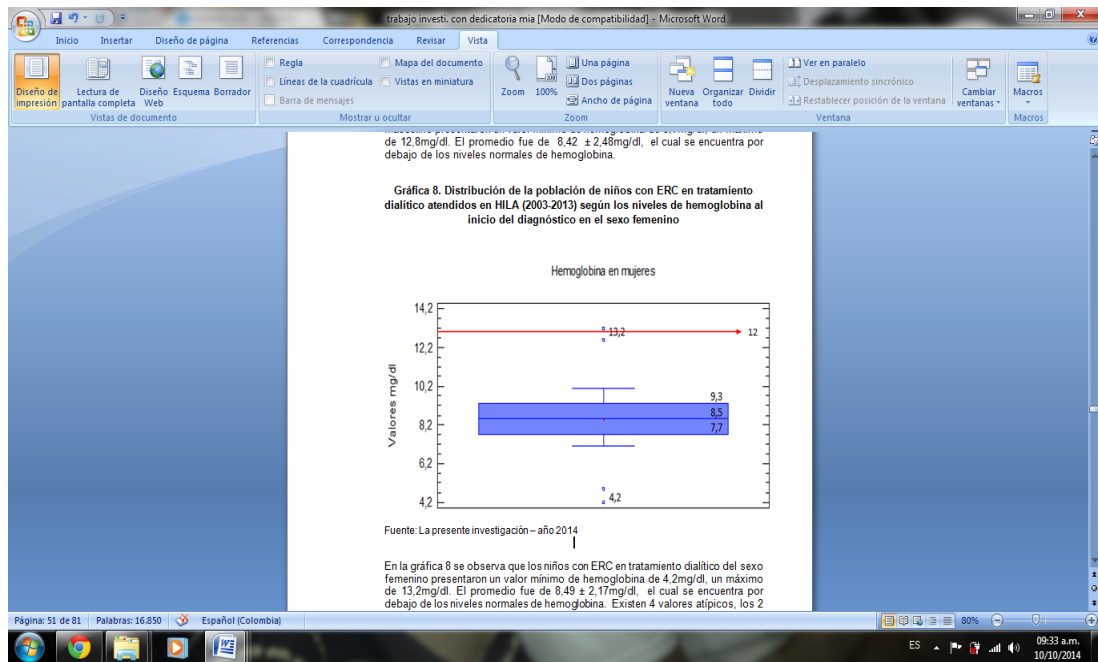 trabajo investi. con dedicatoria mia [Modo de compatibilidad] - Microsoft Word
Inicio Insertar Diseño de página Referencias Correspondencia Revisar Vista
Diseño de impresión
Lectura de pantalla completa
Diseño Web
Esquema
Borrador
Vistas de documento
Regla
Líneas de la cuadrícula
Barra de mensajes
Mapa del documento
Vistas en miniatura
Mostrar u ocultar
Zoom
100%
Una página
Dos páginas
Ancho de página
Zoom
Nueva ventana
Organizar todo
Dividir
Ver en paralelo
Desplazamiento sincrónico
Restablecer posición de la ventana
Cambiar ventanas
Ventana
Macros
Macros
de 12,8mg/dl. El promedio fue de 8,42 ± 2,48mg/dl, el cual se encuentra por
debajo de los niveles normales de hemoglobina.
Gráfica 8. Distribución de la población de niños con ERC en tratamiento
dialítico atendidos en HILA (2003-2013) según los niveles de hemoglobina al
inicio del diagnóstico en el sexo femenino
Hemoglobina en mujeres
Valores mg/dl
14,2
12,2
10,2
8,2
6,2
4,2
13,2
12
9,3
8,5
7,7
4,2
Fuente: La presente investigación – año 2014
En la gráfica 8 se observa que los niños con ERC en tratamiento dialítico del sexo
femenino presentaron un valor mínimo de hemoglobina de 4,2mg/dl, un máximo
de 13,2mg/dl. El promedio fue de 8,49 ± 2,17mg/dl, el cual se encuentra por
debajo de los niveles normales de hemoglobina. Existen 4 valores atípicos, los 2
Página: 51 de 81 Palabras: 16.850 Español (Colombia) 80%
ES 09:33 a.m.
10/10/2014